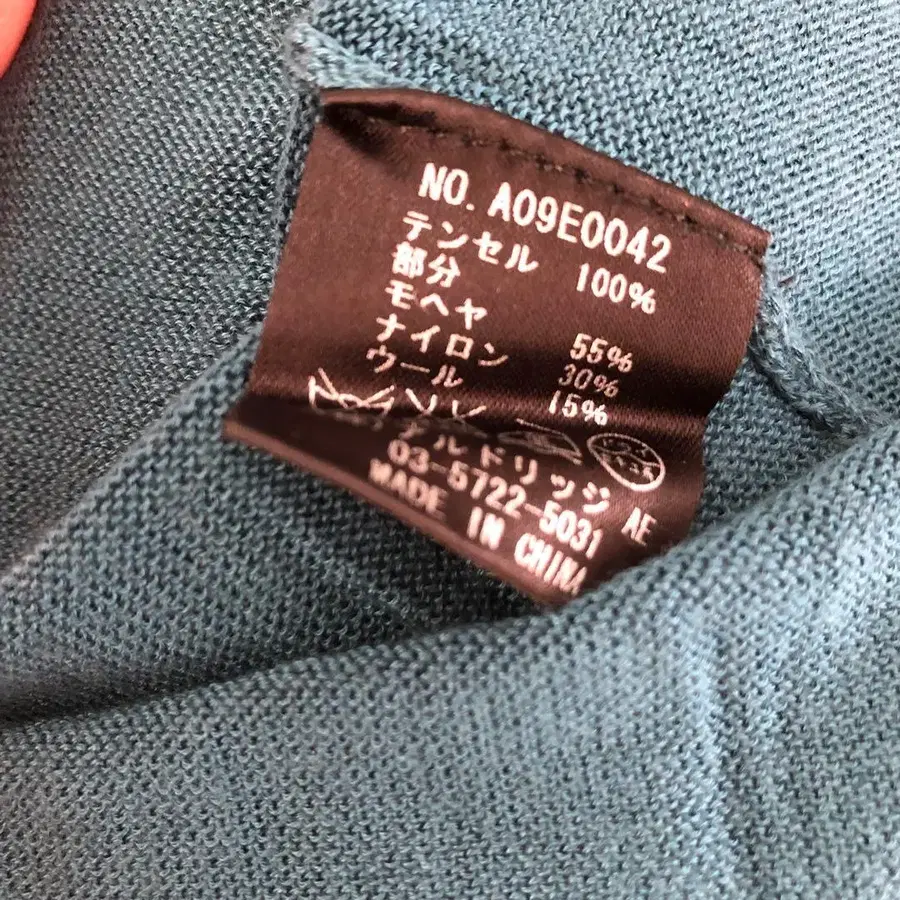 NO. A09E0042
テンセル 100%
部分
モヘヤ 55%
ナイロン 30%
ウール 15%
アルドリッジ AE
03-5722-5031
MADE IN CHINA